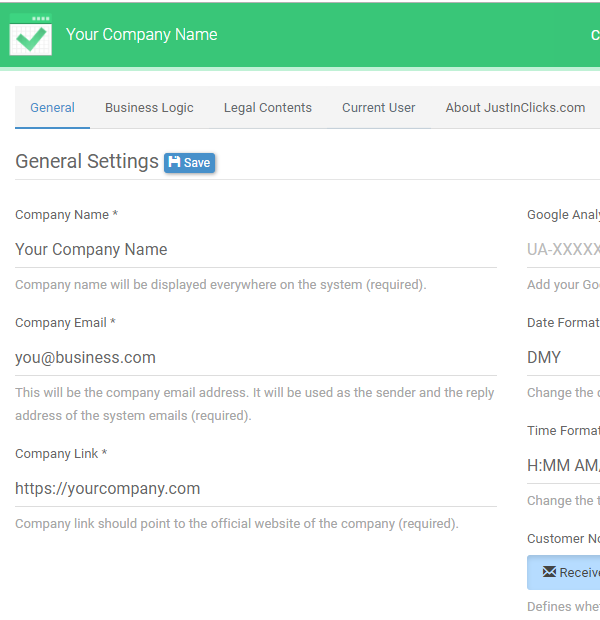 Your Company Name
General Business Logic Legal Contents Current User About JustInClicks.com
General Settings Save
Company Name *
Your Company Name
Company name will be displayed everywhere on the system (required).
Company Email *
you@business.com
This will be the company email address. It will be used as the sender and the reply
address of the system emails (required).
Company Link *
https://yourcompany.com
Company link should point to the official website of the company (required).
Google
UA-XXXXX
Add your
Date Format
DMY
Change the
Time Format
H:MM AM
Change the
Customer
Receive
Defines